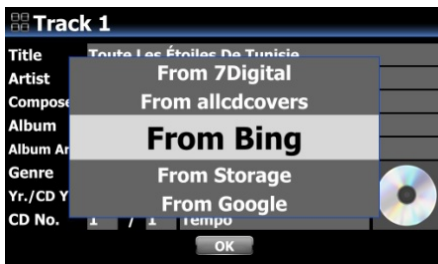 Track 1
Title Toute Les Étoiles De Tunisie
Artist
From 7Digital
Compose
From allcdcovers
Album
From Bing
Album Ar
Genre
From Storage
Yr./CD Y
From Google
CD No. 1 / 1 Tempo
OK